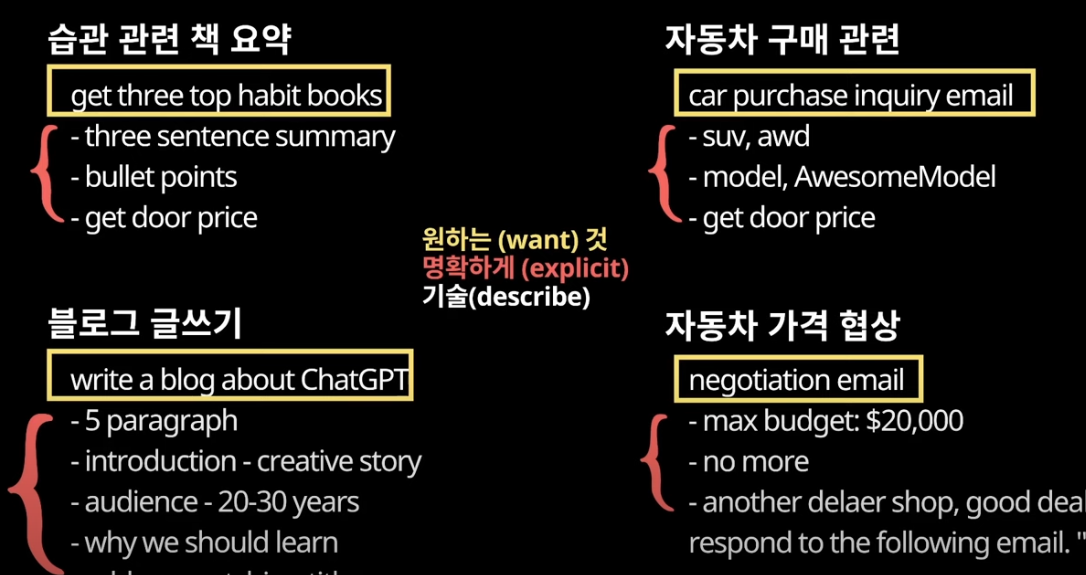 습관 관련 책 요약
get three top habit books
- three sentence summary
- bullet points
- get door price
자동차 구매 관련
car purchase inquiry email
- suv, awd
- model, AwesomeModel
- get door price
원하는 (want) 것
명확하게 (explicit)
기술(describe)
블로그 글쓰기
write a blog about ChatGPT
- 5 paragraph
- introduction - creative story
- audience - 20-30 years
- why we should learn
자동차 가격 협상
negotiation email
- max budget: $20,000
- no more
- another delaer shop, good deal
respond to the following email. "